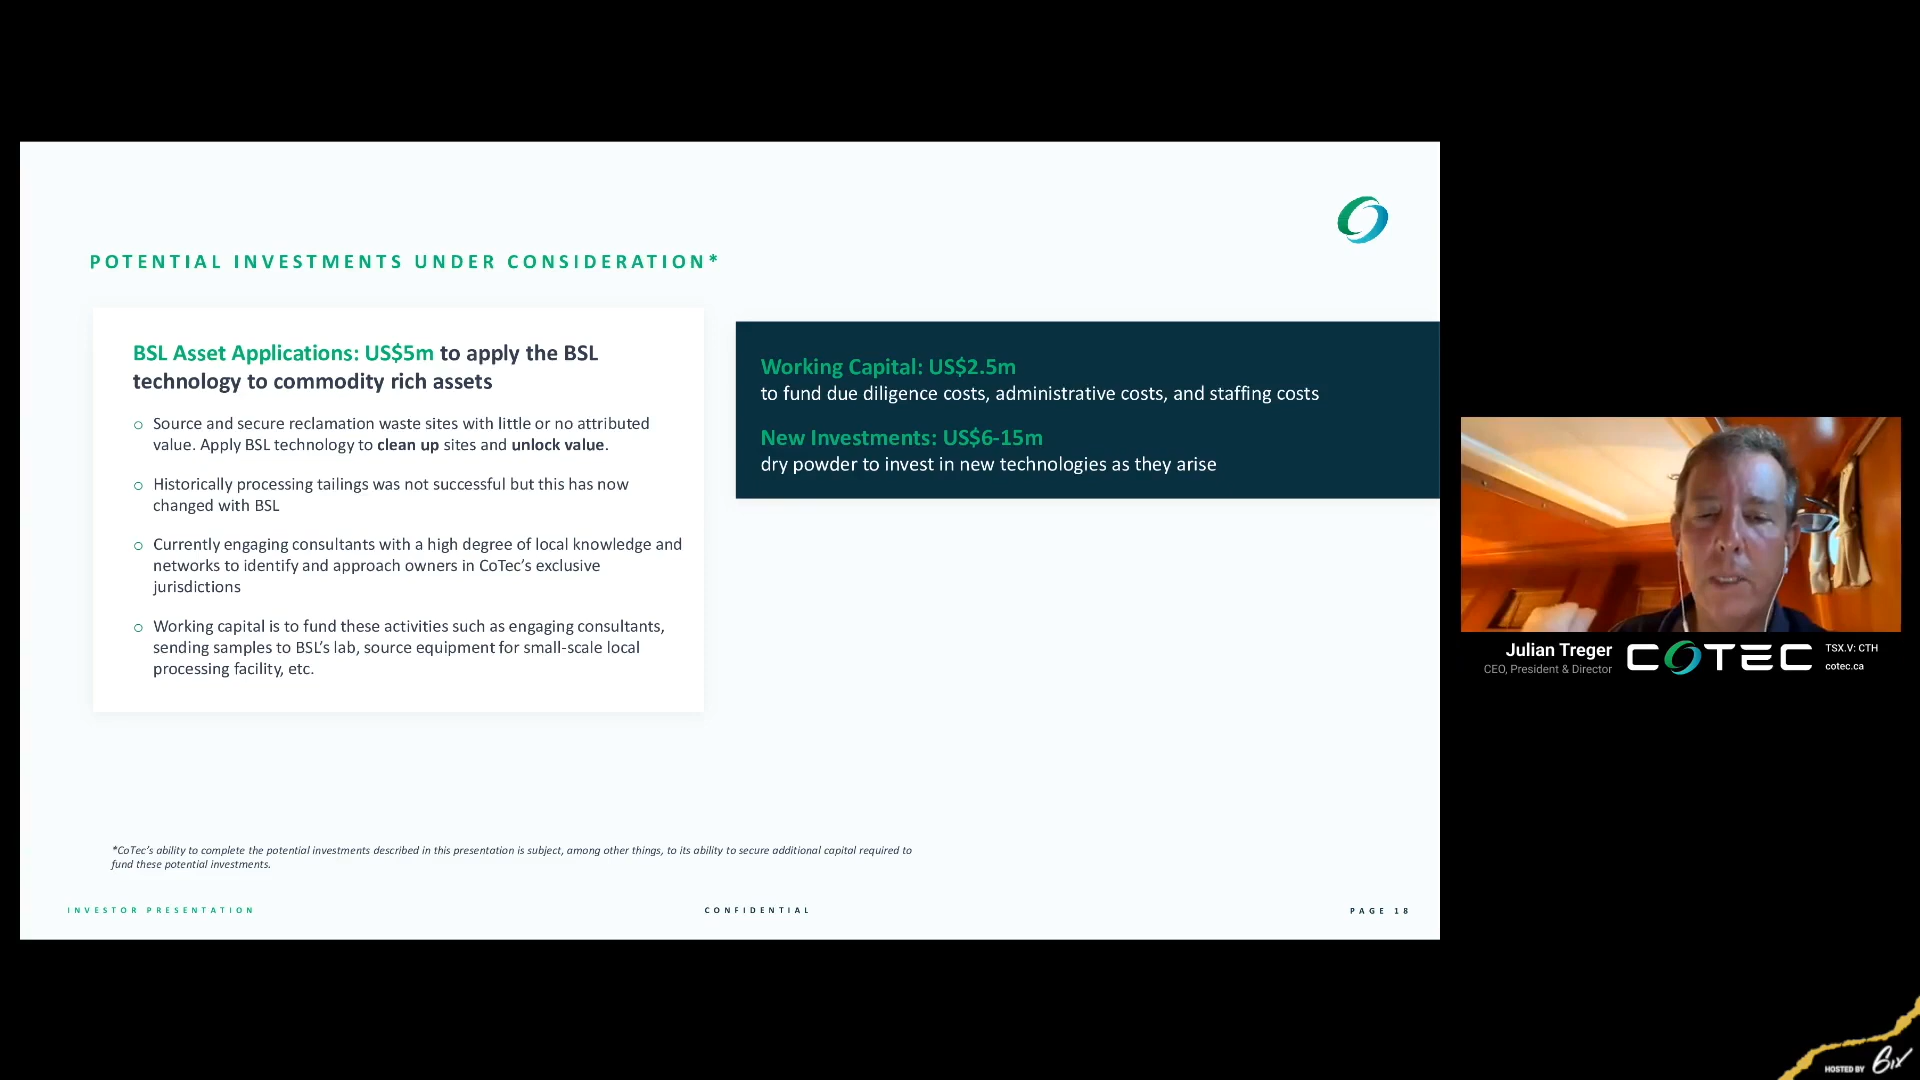 POTENTIAL INVESTMENTS UNDER CONSIDERATION*
BSL Asset Applications: US$5m to apply the BSL
technology to commodity rich assets
o Source and secure reclamation waste sites with little or no attributed
value. Apply BSL technology to clean up sites and unlock value.
o Historically processing tailings was not successful but this has now
changed with BSL
o Currently engaging consultants with a high degree of local knowledge and
networks to identify and approach owners in CoTec’s exclusive
jurisdictions
o Working capital is to fund these activities such as engaging consultants,
sending samples to BSL’s lab, source equipment for small-scale local
processing facility, etc.
Working Capital: US$2.5m
to fund due diligence costs, administrative costs, and staffing costs
New Investments: US$6-15m
dry powder to invest in new technologies as they arise
*CoTec’s ability to complete the potential investments described in this presentation is subject, among other things, to its ability to secure additional capital required to
fund these potential investments.
INVESTOR PRESENTATION
CONFIDENTIAL
PAGE 18
Julian Treger
CEO, President & Director
COTEC
TSX.V: CTH
cotec.ca
HOSTED BY 6ix